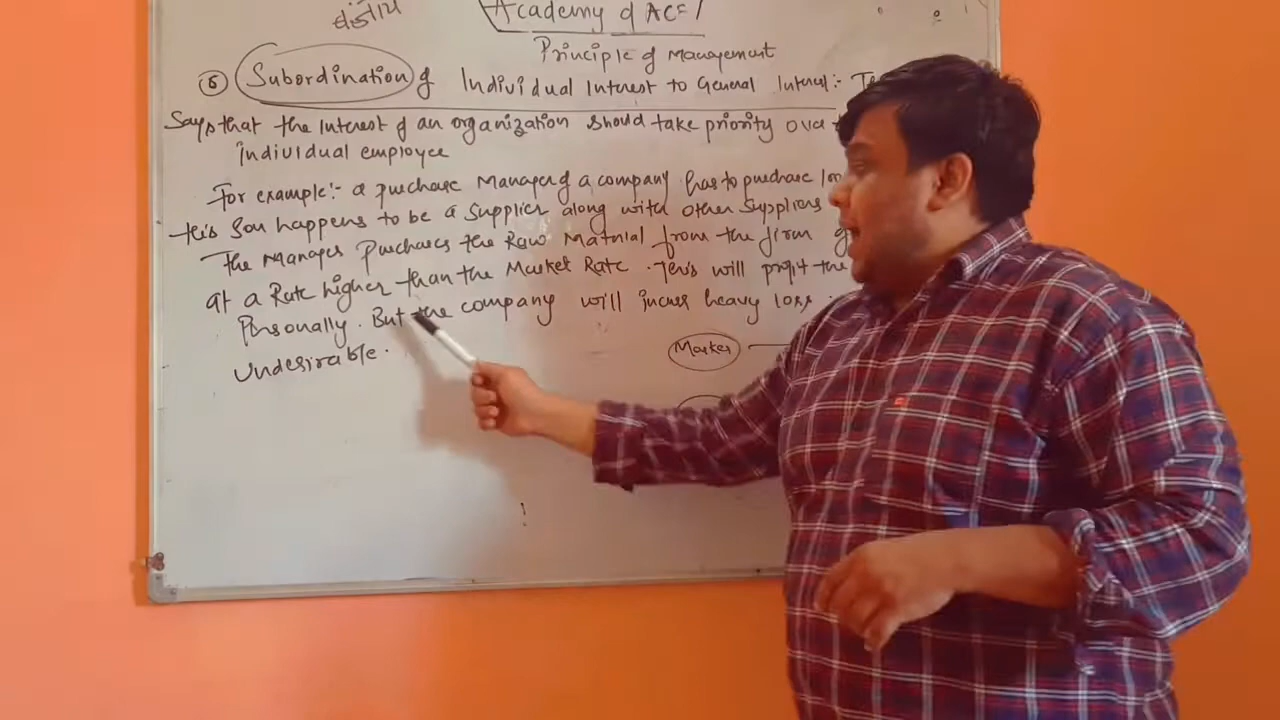 Academy of ACE
Principle of Management
6 Subordination of Individual Interest to General Interest:-
Says that the interest of an organization should take priority over
individual employee
For example:- a purchase Manager of a company has to purchase
His Son happens to be a Supplier along with other Suppliers
The Manager Purchases the Raw Material from the firm
at a Rate higher than the Market Rate. This will profit the
Personally. But the company will incur heavy loss.
Undesirable.
Market